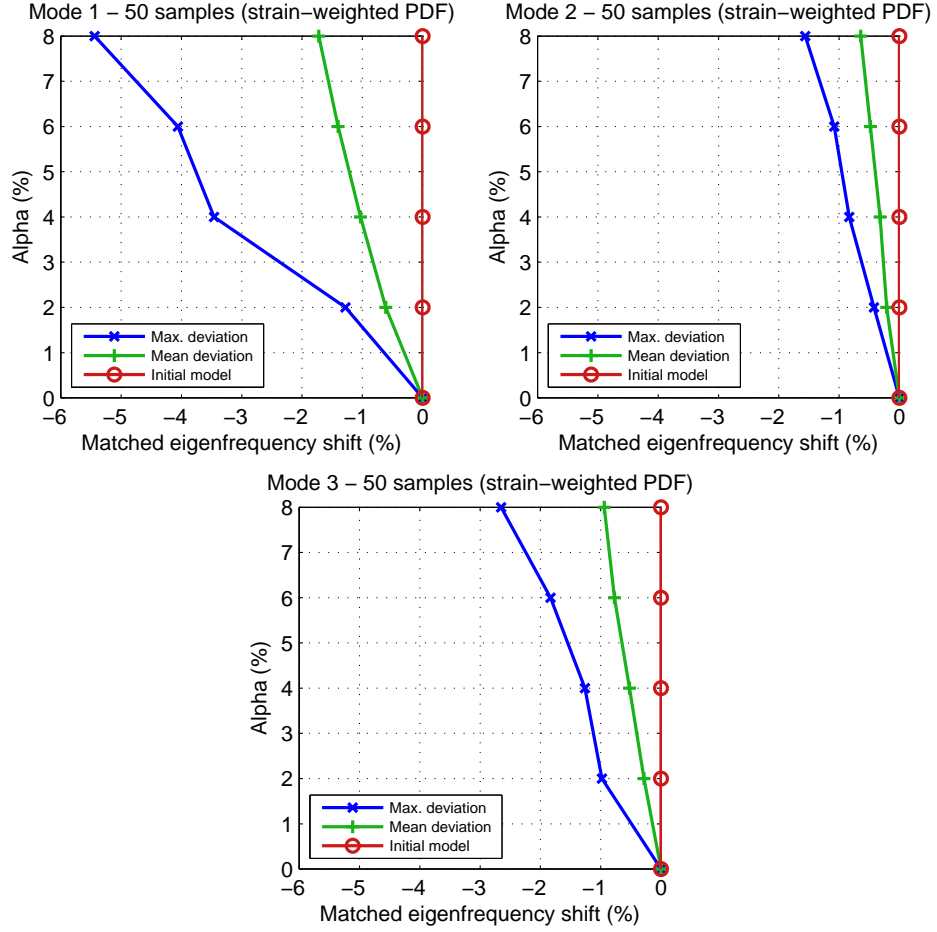 Mode 1 − 50 samples (strain−weighted PDF)
8
7
6
5
4
3
2
1
0
Alpha (%)
Max. deviation
Mean deviation
Initial model
−6 −5 −4 −3 −2 −1 0
Matched eigenfrequency shift (%)
Mode 2 − 50 samples (strain−weighted PDF)
8
7
6
5
4
3
2
1
0
Alpha (%)
Max. deviation
Mean deviation
Initial model
−6 −5 −4 −3 −2 −1 0
Matched eigenfrequency shift (%)
Mode 3 − 50 samples (strain−weighted PDF)
8
7
6
5
4
3
2
1
0
Alpha (%)
Max. deviation
Mean deviation
Initial model
−6 −5 −4 −3 −2 −1 0
Matched eigenfrequency shift (%)